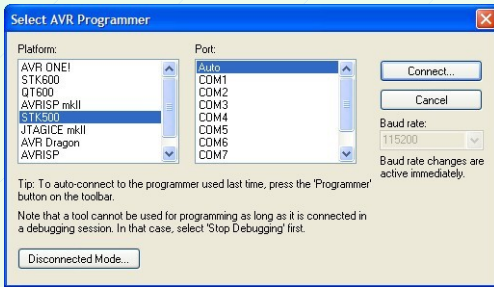 Select AVR Programmer
Platform:
AVR ONE!
STK600
QT600
AVRISP mkII
STK500
JTAGICE mkII
AVR Dragon
AVRISP
Port:
Auto
COM1
COM2
COM3
COM4
COM5
COM6
COM7
Connect...
Cancel
Baud rate:
115200
Baud rate changes are
active immediately.
Tip: To auto-connect to the programmer used last time, press the 'Programmer'
button on the toolbar.
Note that a tool cannot be used for programming as long as it is connected in
a debugging session. In that case, select 'Stop Debugging' first.
Disconnected Mode...